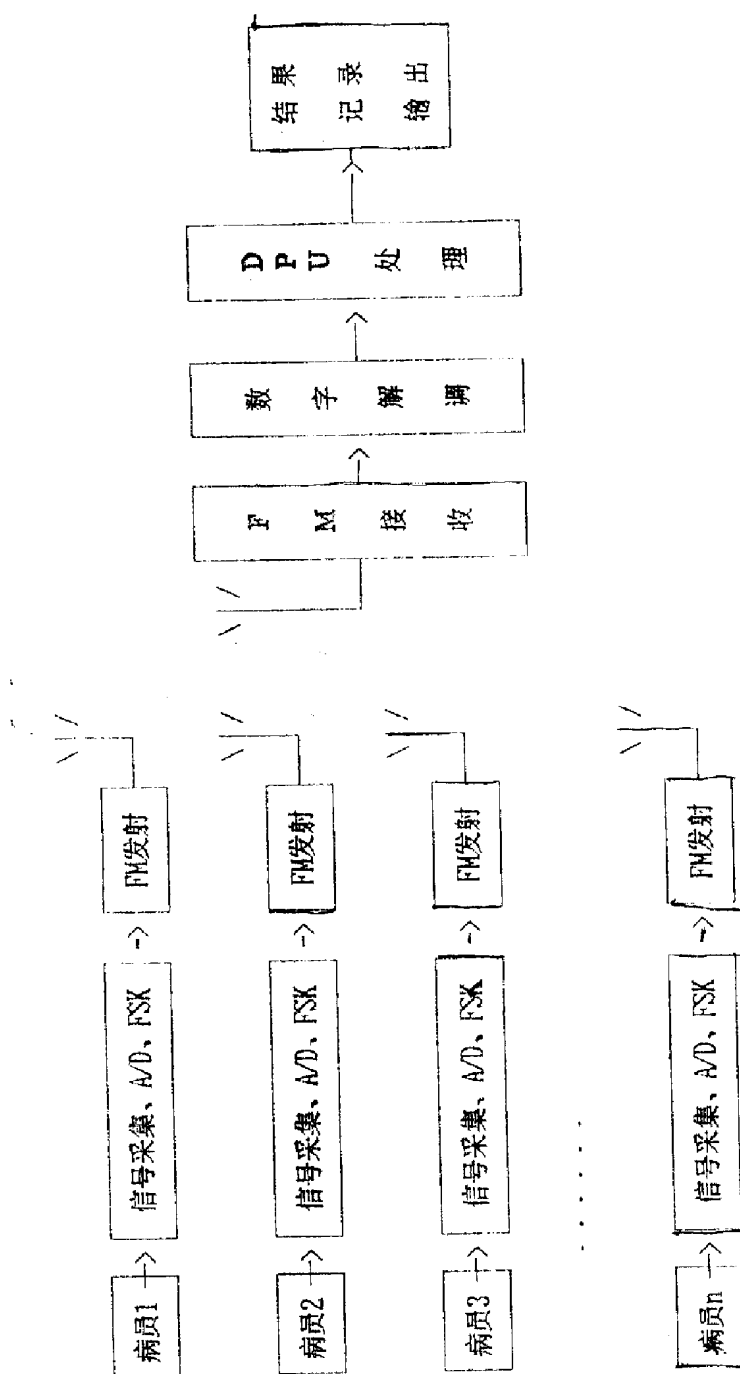 病员1
信号采集、A/D、FSK
FM发射
病员2
信号采集、A/D、FSK
FM发射
病员3
信号采集、A/D、FSK
FM发射
......
病员n
信号采集、A/D、FSK
FM发射
FM接收
数字解调
DPU处理
结果
记录
输出